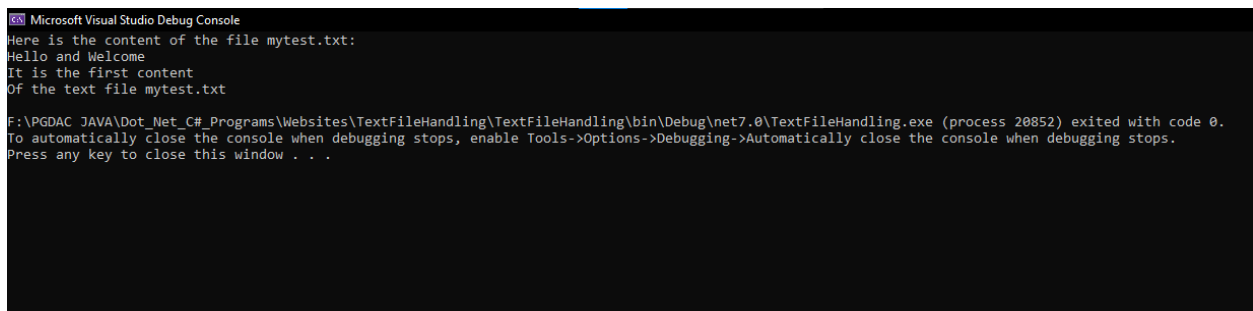 Microsoft Visual Studio Debug Console
Here is the content of the file mytest.txt:
Hello and Welcome
It is the first content
Of the text file mytest.txt
F:\PGDAC JAVA\Dot_Net_C#_Programs\Websites\TextFileHandling\TextFileHandling\bin\Debug\net7.0\TextFileHandling.exe (process 20852) exited with code 0.
To automatically close the console when debugging stops, enable Tools->Options->Debugging->Automatically close the console when debugging stops.
Press any key to close this window . . .